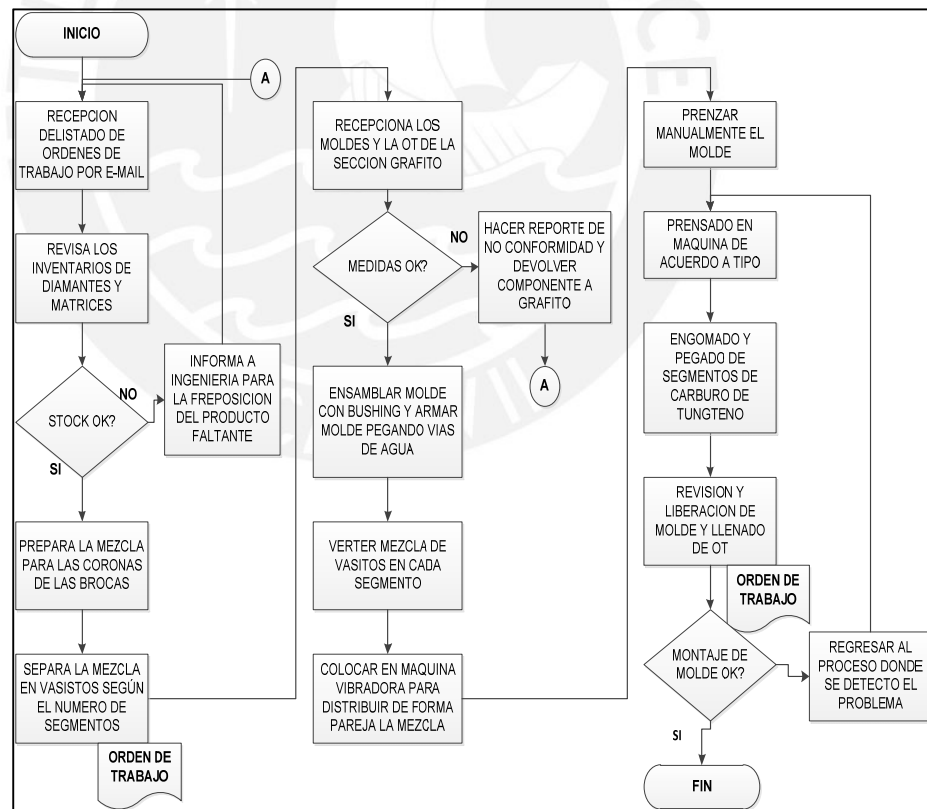 INICIO
A
RECEPCION
DELISTADO DE
ORDENES DE
TRABAJO POR E-MAIL
REVISA LOS
INVENTARIOS DE
DIAMANTES Y
MATRICES
STOCK OK?
NO
SI
INFORMA A
INGENIERIA PARA
LA FREPOSICION
DEL PRODUCTO
FALTANTE
PREPARA LA MEZCLA
PARA LAS CORONAS
DE LAS BROCAS
SEPARA LA MEZCLA
EN VASISTOS SEGÚN
EL NUMERO DE
SEGMENTOS
ORDEN DE
TRABAJO
RECEPCIONA LOS
MOLDES Y LA OT DE LA
SECCION GRAFITO
MEDIDAS OK?
NO
SI
HACER REPORTE DE
NO CONFORMIDAD Y
DEVOLVER
COMPONENTE A
GRAFITO
A
ENSAMBLAR MOLDE
CON BUSHING Y ARMAR
MOLDE PEGANDO VIAS
DE AGUA
VERTER MEZCLA DE
VASITOS EN CADA
SEGMENTO
COLOCAR EN MAQUINA
VIBRADORA PARA
DISTRIBUIR DE FORMA
PAREJA LA MEZCLA
PRENZAR
MANUALMENTE EL
MOLDE
PRENSADO EN
MAQUINA DE
ACUERDO A TIPO
ENGOMADO Y
PEGADO DE
SEGMENTOS DE
CARBURO DE
TUNGTENO
REVISION Y
LIBERACION DE
MOLDE Y LLENADO
DE OT
ORDEN DE
TRABAJO
MONTAJE DE
MOLDE OK?
SI
REGRESAR AL
PROCESO DONDE
SE DETECTO EL
PROBLEMA
FIN